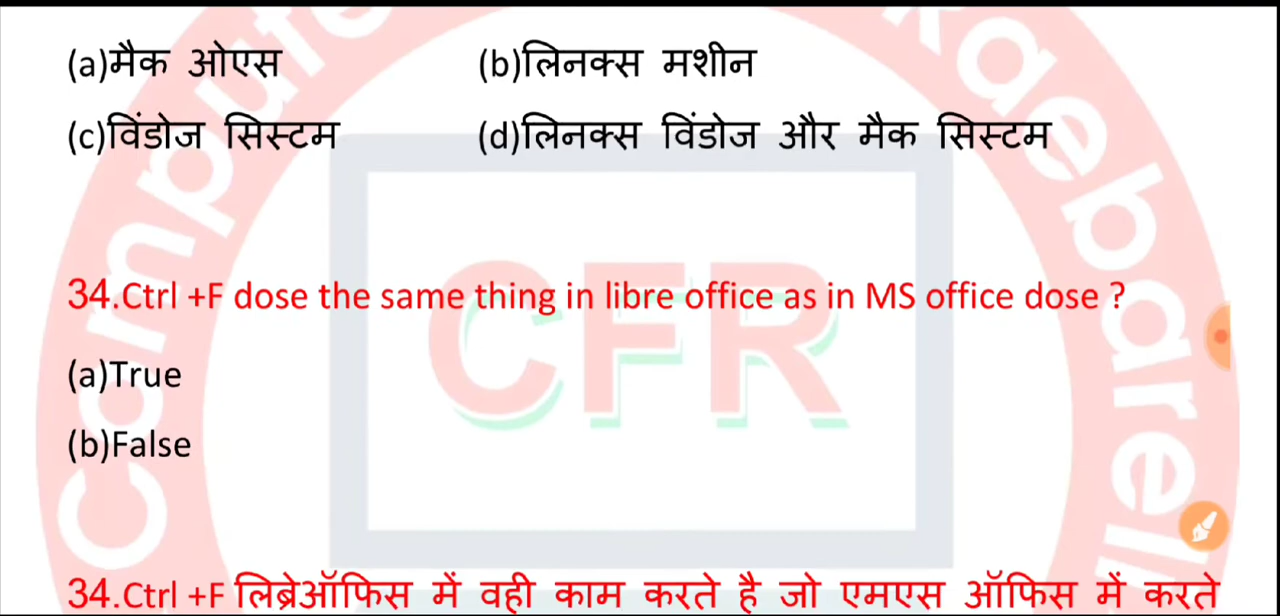 (a)मैक ओएस (b)लिनक्स मशीन
(c)विंडोज सिस्टम (d)लिनक्स विंडोज और मैक सिस्टम
34.Ctrl +F dose the same thing in libre office as in MS office dose ?
(a)True
(b)False
CFR
34.Ctrl +F लिब्रेऑफिस में वही काम करते है जो एमएस ऑफिस में करते